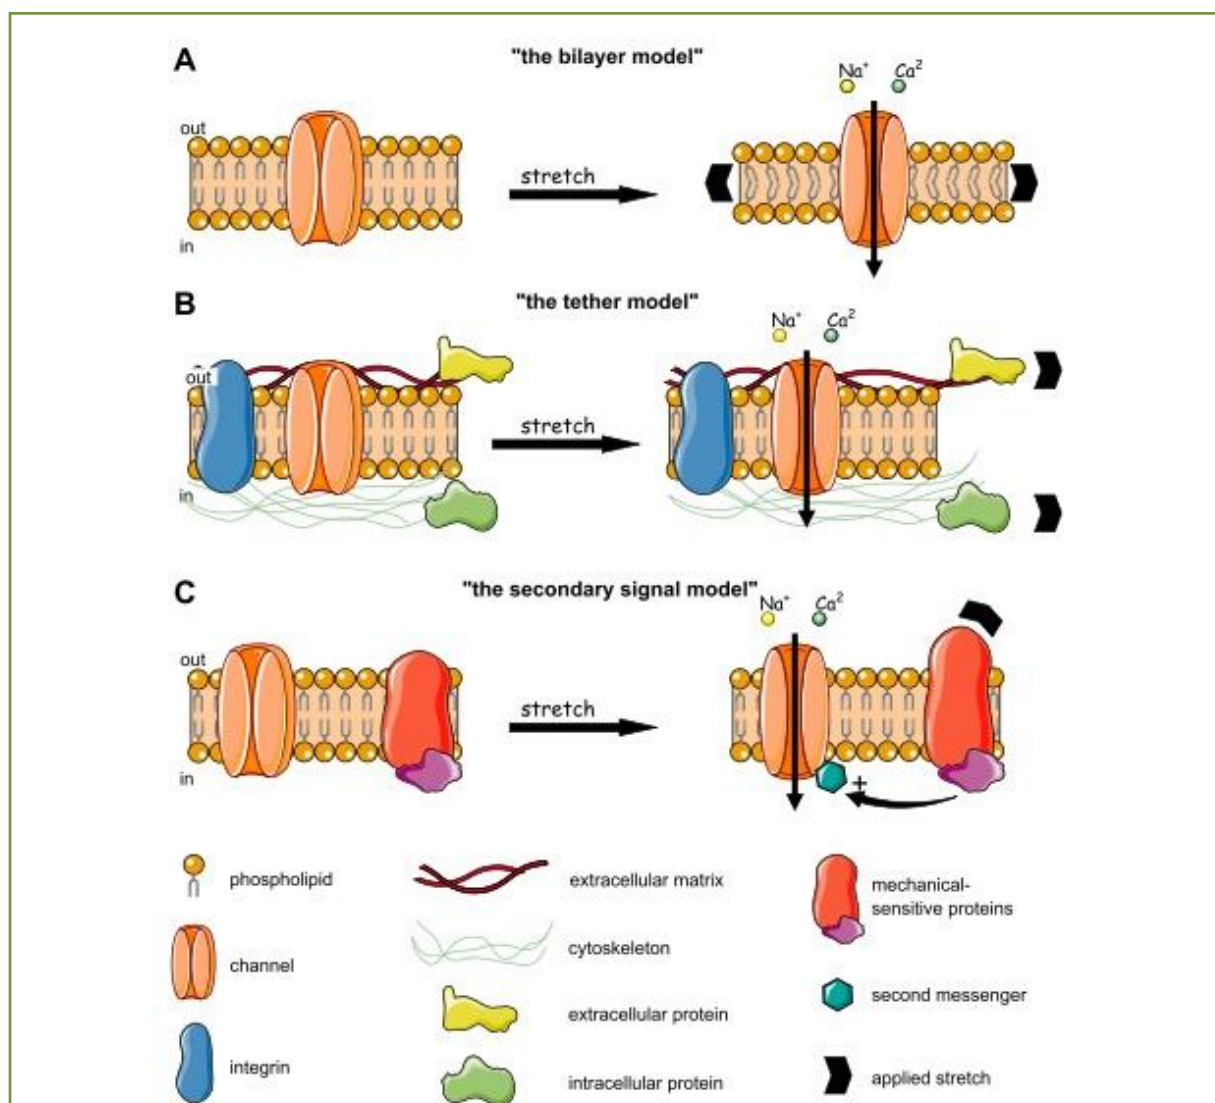 A
"the bilayer model"
Na⁺ Ca²
out
stretch
in
B
"the tether model"
Na⁺ Ca²
out
stretch
in
C
"the secondary signal model"
Na⁺ Ca²
out
stretch
in
±
phospholipid
extracellular matrix
mechanical-
sensitive proteins
channel
cytoskeleton
second messenger
extracellular protein
integrin
intracellular protein
applied stretch